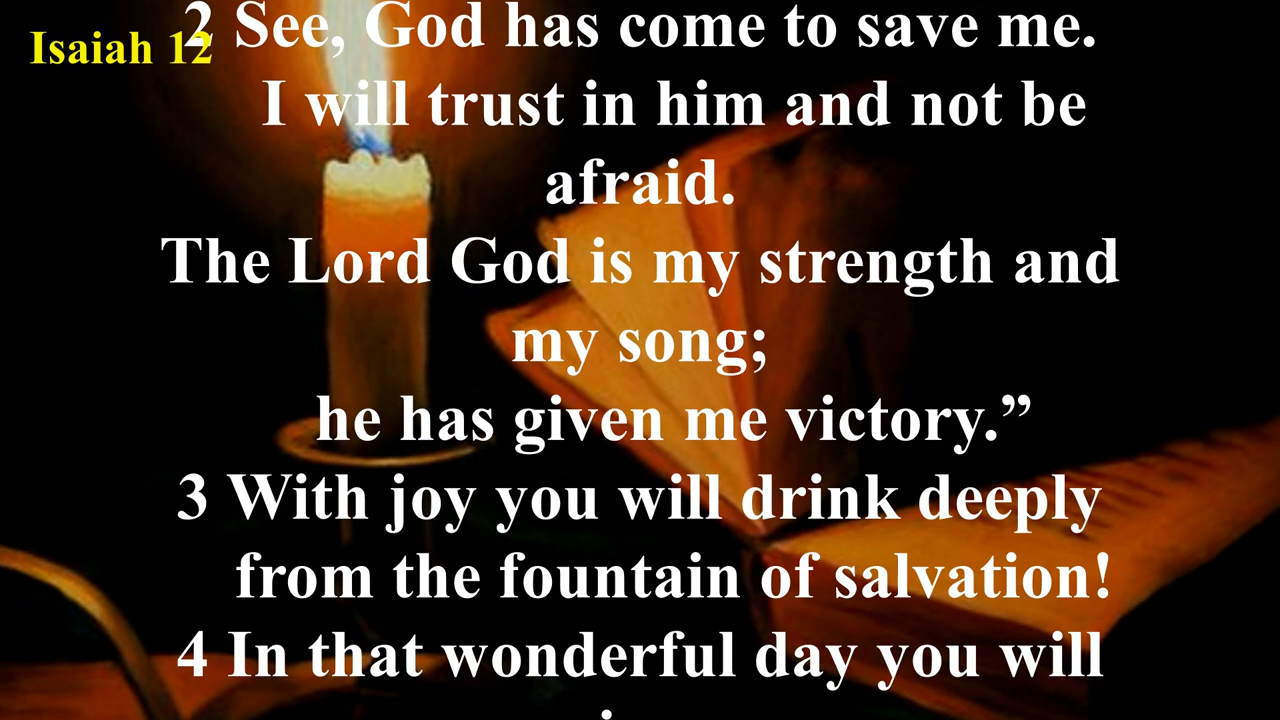 Isaiah 12
2 See, God has come to save me.
I will trust in him and not be
afraid.
The Lord God is my strength and
my song;
he has given me victory.”
3 With joy you will drink deeply
from the fountain of salvation!
4 In that wonderful day you will